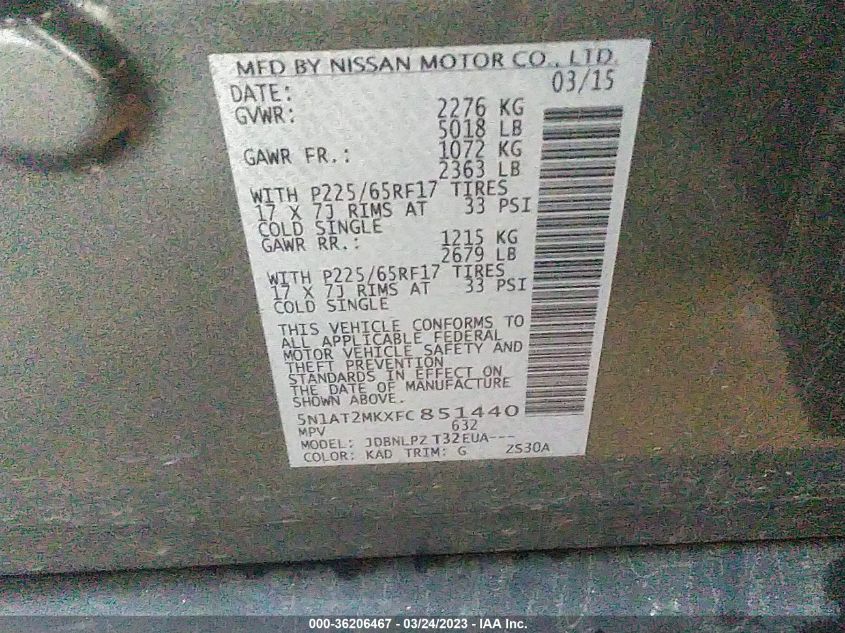 MFD BY NISSAN MOTOR CO., LTD.
DATE: 03/15
GVWR: 2276 KG
5018 LB
GAWR FR.: 1072 KG
2363 LB
WITH P225/65RF17 TIRES
17 X 7J RIMS AT 33 PSI
COLD SINGLE
GAWR RR.: 1215 KG
2679 LB
WITH P225/65RF17 TIRES
17 X 7J RIMS AT 33 PSI
COLD SINGLE
THIS VEHICLE CONFORMS TO
ALL APPLICABLE FEDERAL
MOTOR VEHICLE SAFETY AND
THEFT PREVENTION
STANDARDS IN EFFECT ON
THE DATE OF MANUFACTURE
SHOWN ABOVE.
5N1AT2MKXFC851440
MPV 632
MODEL: JDBNLPZ T32EUA---
COLOR: KAD TRIM: G ZS30A
000-36206467 - 03/24/2023 - IAA Inc.